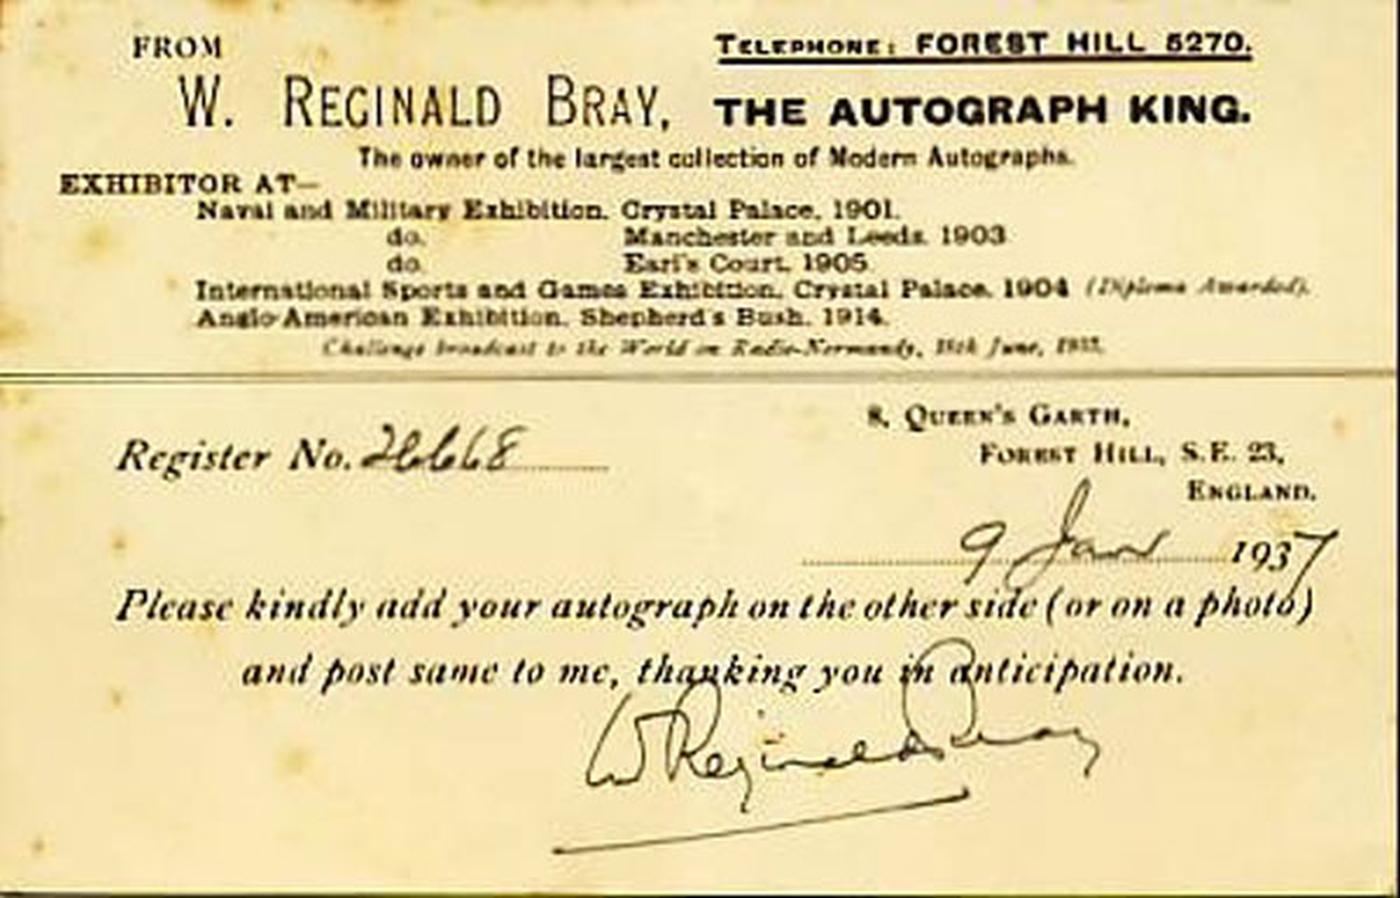 FROM
TELEPHONE: FOREST HILL 5270.
W. REGINALD BRAY, THE AUTOGRAPH KING.
The owner of the largest collection of Modern Autographs.
EXHIBITOR AT—
Naval and Military Exhibition, Crystal Palace, 1901.
do. Manchester and Leeds, 1903
do. Earl's Court, 1905.
International Sports and Games Exhibition, Crystal Palace, 1904 (Diploma Awarded).
Anglo-American Exhibition, Shepherd's Bush, 1914.
Challenge broadcast to the World on Radio-Normandy, 18th June,
8, QUEEN'S GARTH,
Register No. 26668
FOREST HILL, S.E. 23,
ENGLAND.
9 Jan 1937
Please kindly add your autograph on the other side (or on a photo)
and post same to me, thanking you in anticipation.
W Reginald Bray